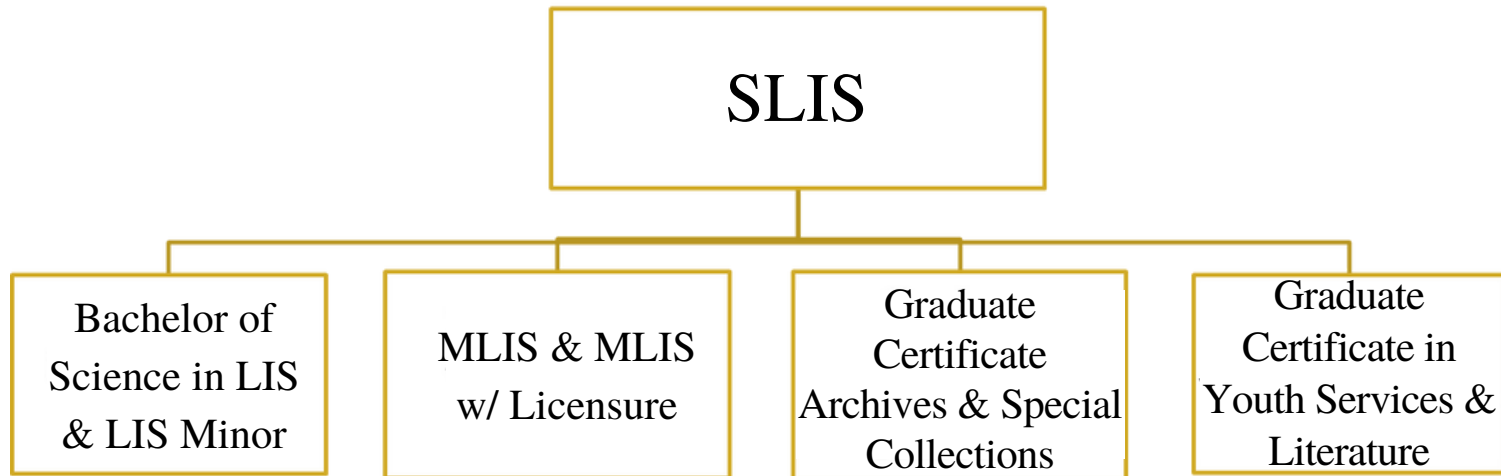 SLIS
Bachelor of
Science in LIS
& LIS Minor
MLIS & MLIS
w/ Licensure
Graduate
Certificate
Archives & Special
Collections
Graduate
Certificate in
Youth Services &
Literature